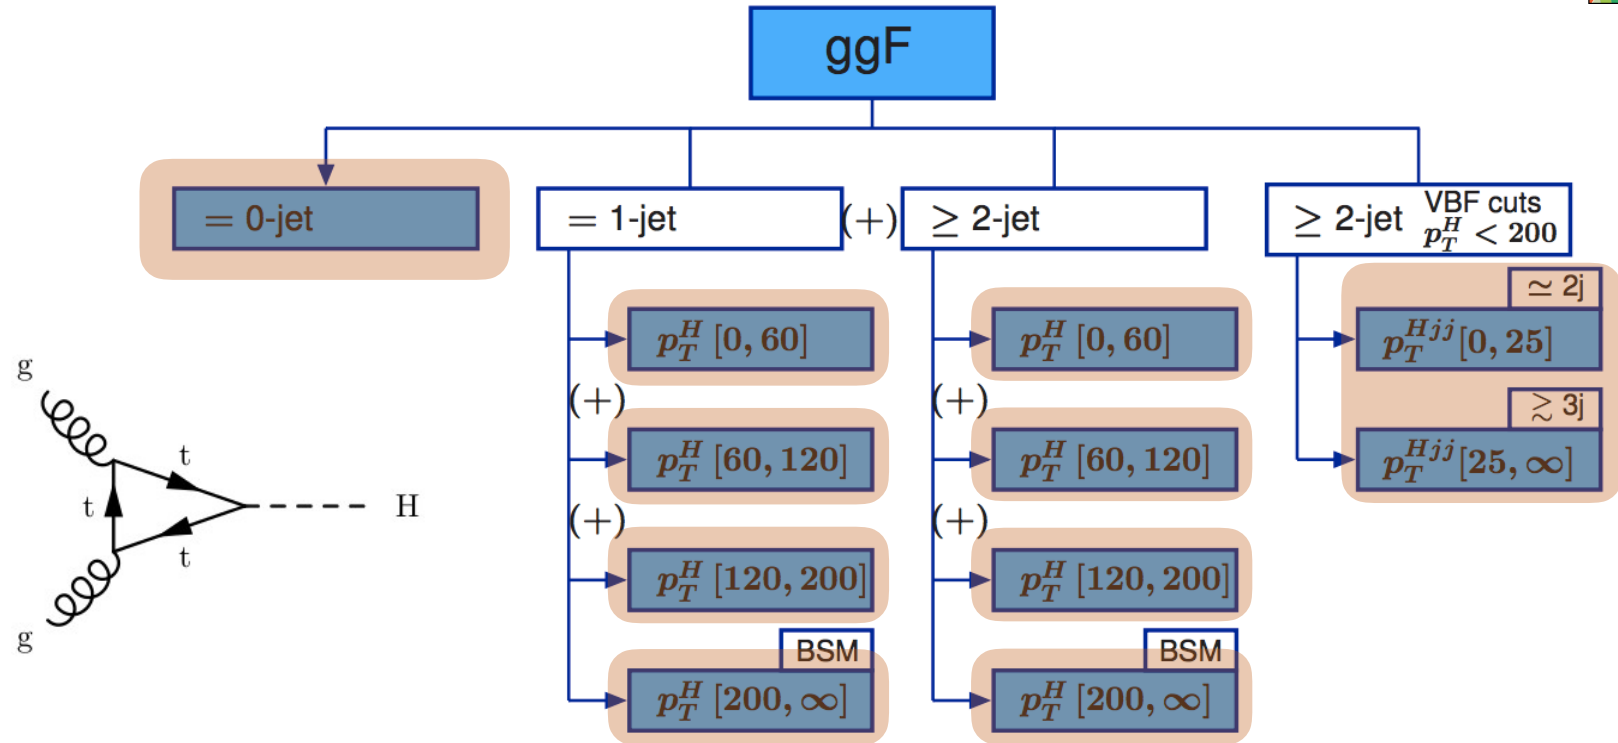 ggF
= 0-jet
= 1-jet
(+)
≥ 2-jet
≥ 2-jet VBF cuts
p_T^H < 200
p_T^H [0, 60]
(+)
p_T^H [60, 120]
(+)
p_T^H [120, 200]
BSM
p_T^H [200, ∞]
p_T^H [0, 60]
(+)
p_T^H [60, 120]
(+)
p_T^H [120, 200]
BSM
p_T^H [200, ∞]
≃ 2j
p_T^{Hjj} [0, 25]
≳ 3j
p_T^{Hjj} [25, ∞]
g
t
t
H
t
g